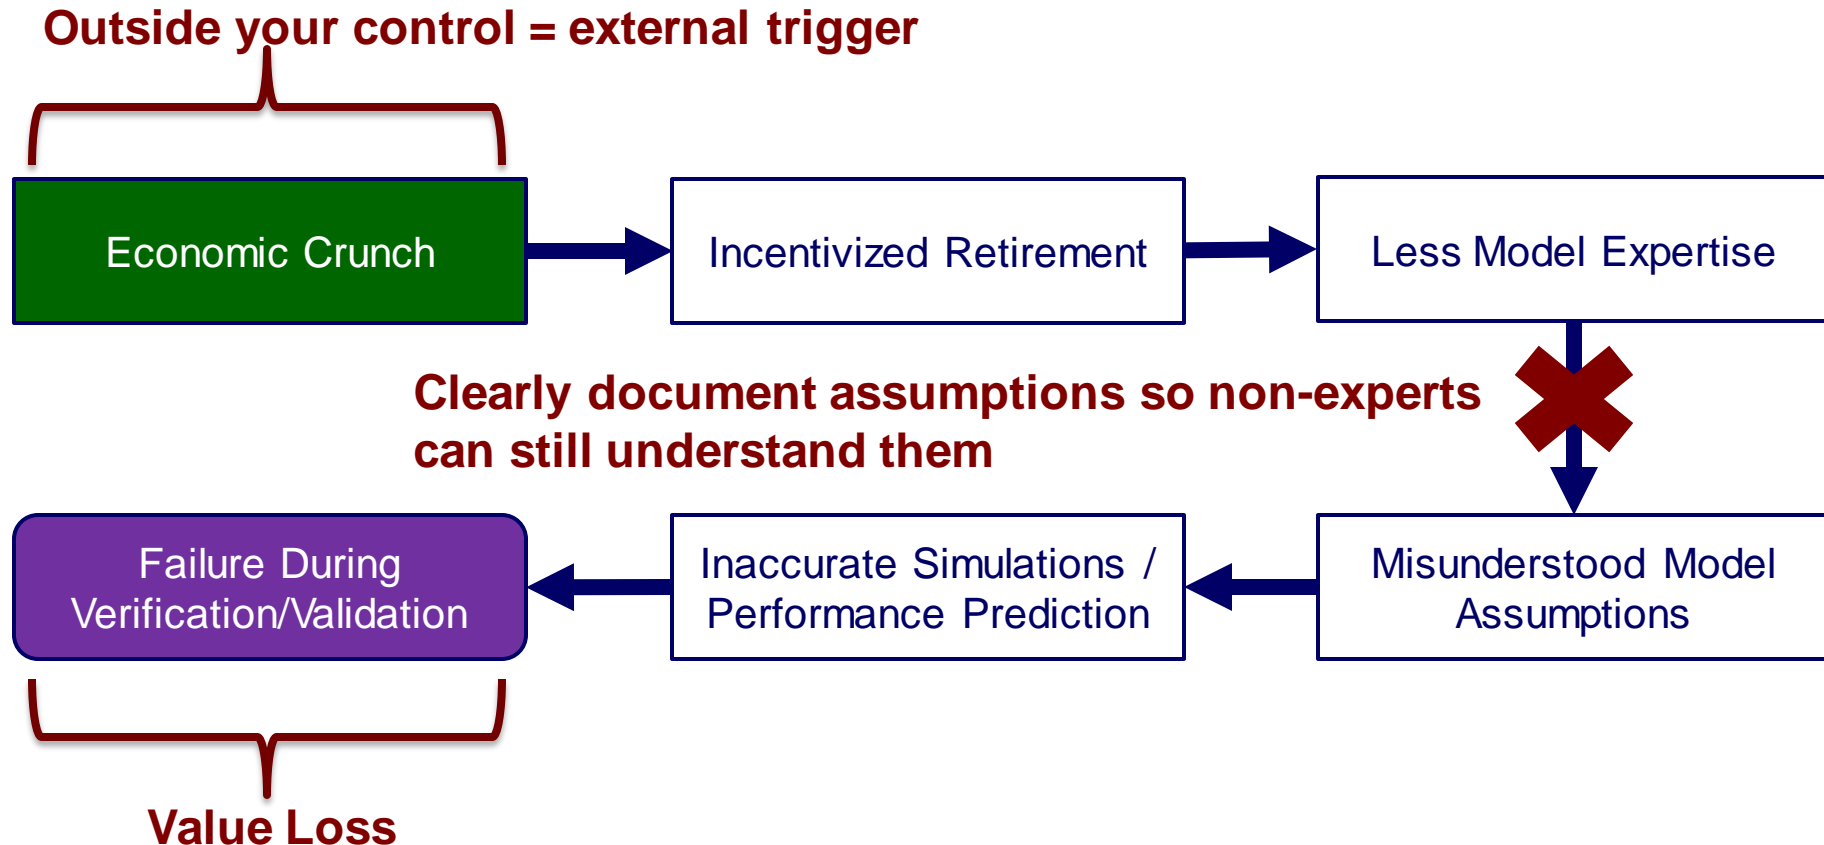 Outside your control = external trigger
Economic Crunch
Incentivized Retirement
Less Model Expertise
Clearly document assumptions so non-experts
can still understand them
Failure During
Verification/Validation
Inaccurate Simulations /
Performance Prediction
Misunderstood Model
Assumptions
Value Loss